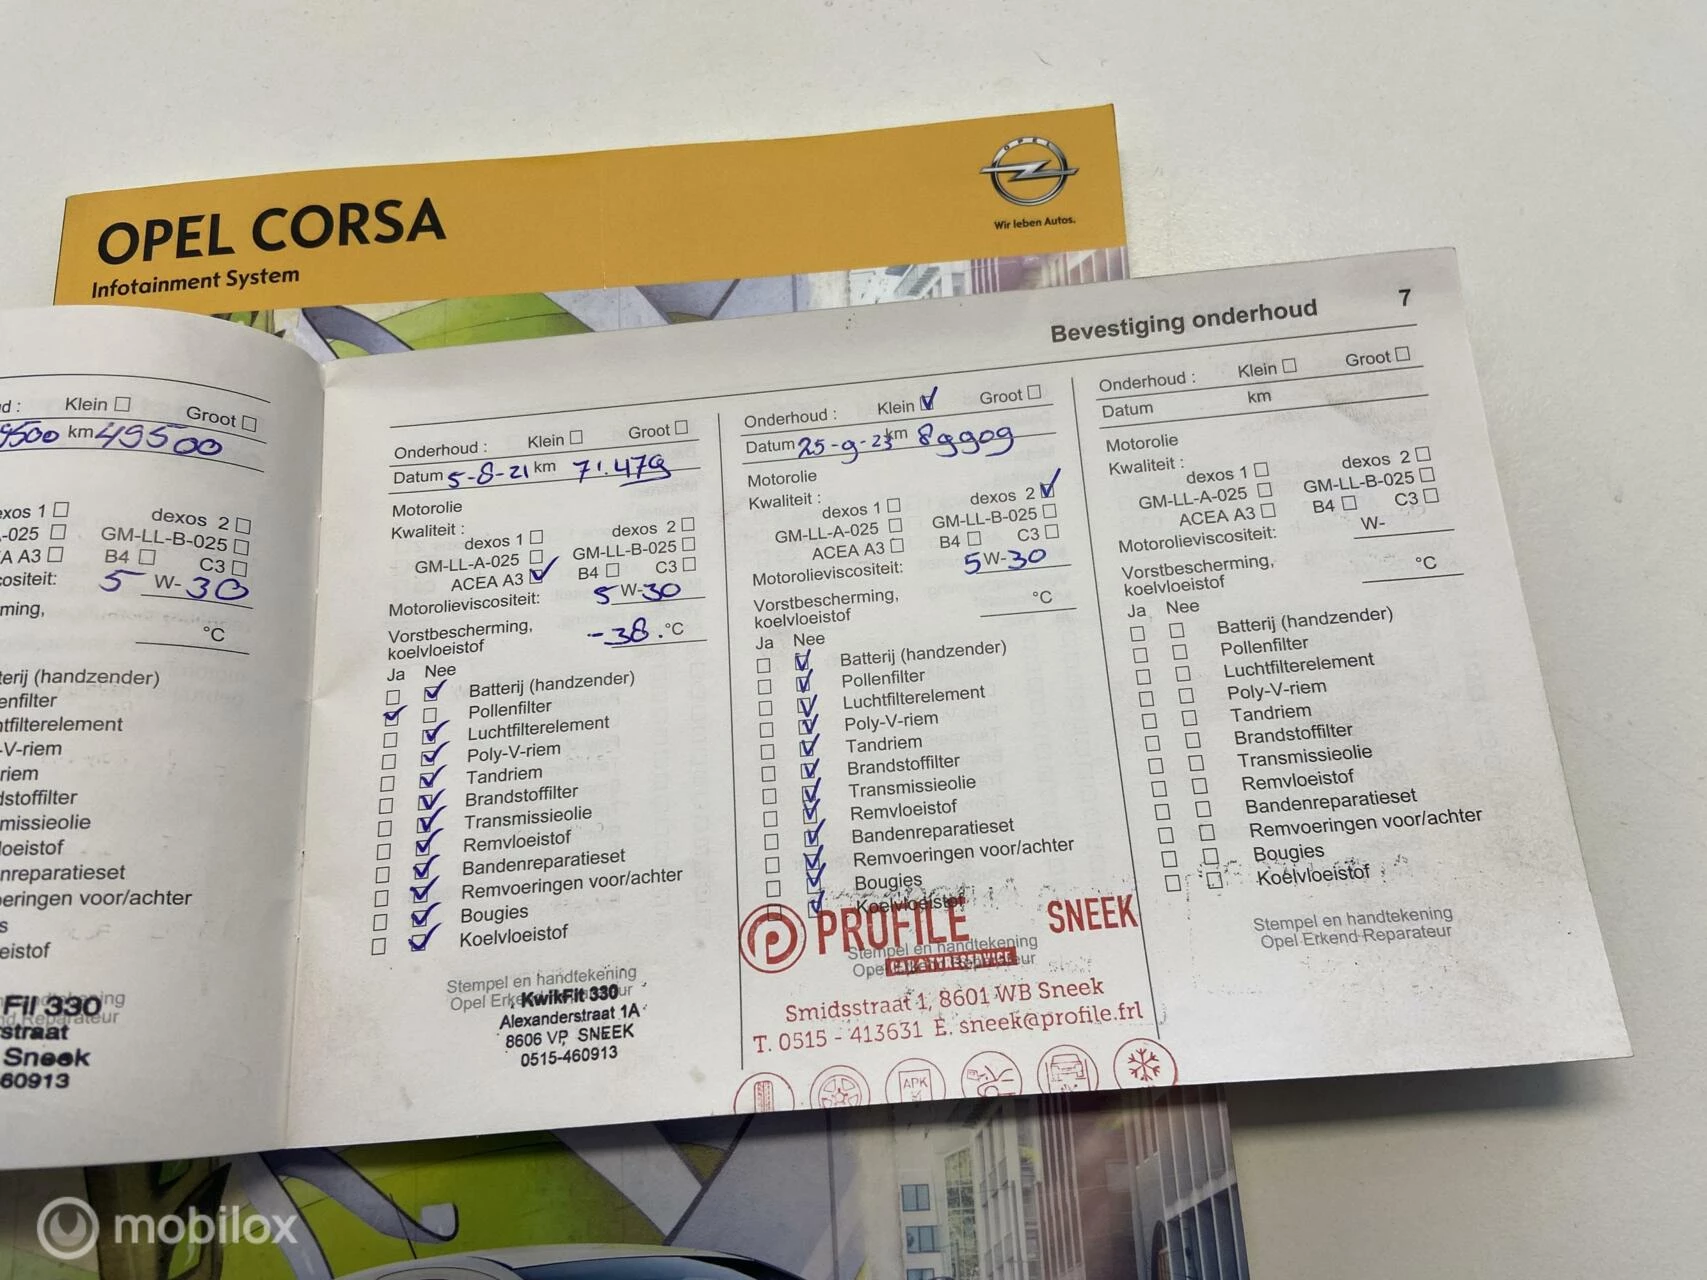 OPEL CORSA
Infotainment System
OPEL
Wir leben Autos.
Bevestiging onderhoud 7
d : Klein Groot
km 49500
exos 1 dexos 2
-025 GM-LL-B-025
A A3 B4 C3
cositeit: 5 W-30
ming,
°C
terij (handzender)
enfilter
htfilterelement
-V-riem
riem
dstoffilter
missieolie
loeistof
nreparatieset
eringen voor/achter
s
eistof
330
straat
Sneek
60913
Onderhoud : Klein Groot
Datum 5-8-21 km 71.479
Motorolie
Kwaliteit :
dexos 1 dexos 2
GM-LL-A-025 GM-LL-B-025
ACEA A3 B4 C3
Motorolieviscositeit: 5 W-30
Vorstbescherming,
koelvloeistof -38. °C
Ja Nee
Batterij (handzender)
Pollenfilter
Luchtfilterelement
Poly-V-riem
Tandriem
Brandstoffilter
Transmissieolie
Remvloeistof
Bandenreparatieset
Remvoeringen voor/achter
Bougies
Koelvloeistof
Stempel en handtekening
Opel Erkend Reparateur
KwikFit 330
Alexanderstraat 1A
8606 VP, SNEEK
0515-460913
Onderhoud : Klein Groot
Datum 25-9-23 km 89909
Motorolie
Kwaliteit :
dexos 1 dexos 2
GM-LL-A-025 GM-LL-B-025
ACEA A3 B4 C3
Motorolieviscositeit: 5 W-30
Vorstbescherming,
koelvloeistof °C
Ja Nee
Batterij (handzender)
Pollenfilter
Luchtfilterelement
Poly-V-riem
Tandriem
Brandstoffilter
Transmissieolie
Remvloeistof
Bandenreparatieset
Remvoeringen voor/achter
Bougies
Koelvloeistof
PROFILE SNEEK
CAR & TYRESERVICE
Stempel en handtekening
Opel Erkend Reparateur
Smidsstraat 1, 8601 WB Sneek
T. 0515 - 413631 E. sneek@profile.frl
APK
Onderhoud : Klein Groot
Datum km
Motorolie
Kwaliteit :
dexos 1 dexos 2
GM-LL-A-025 GM-LL-B-025
ACEA A3 B4 C3
Motorolieviscositeit: W-
Vorstbescherming,
koelvloeistof °C
Ja Nee
Batterij (handzender)
Pollenfilter
Luchtfilterelement
Poly-V-riem
Tandriem
Brandstoffilter
Transmissieolie
Remvloeistof
Bandenreparatieset
Remvoeringen voor/achter
Bougies
Koelvloeistof
Stempel en handtekening
Opel Erkend Reparateur
mobilox